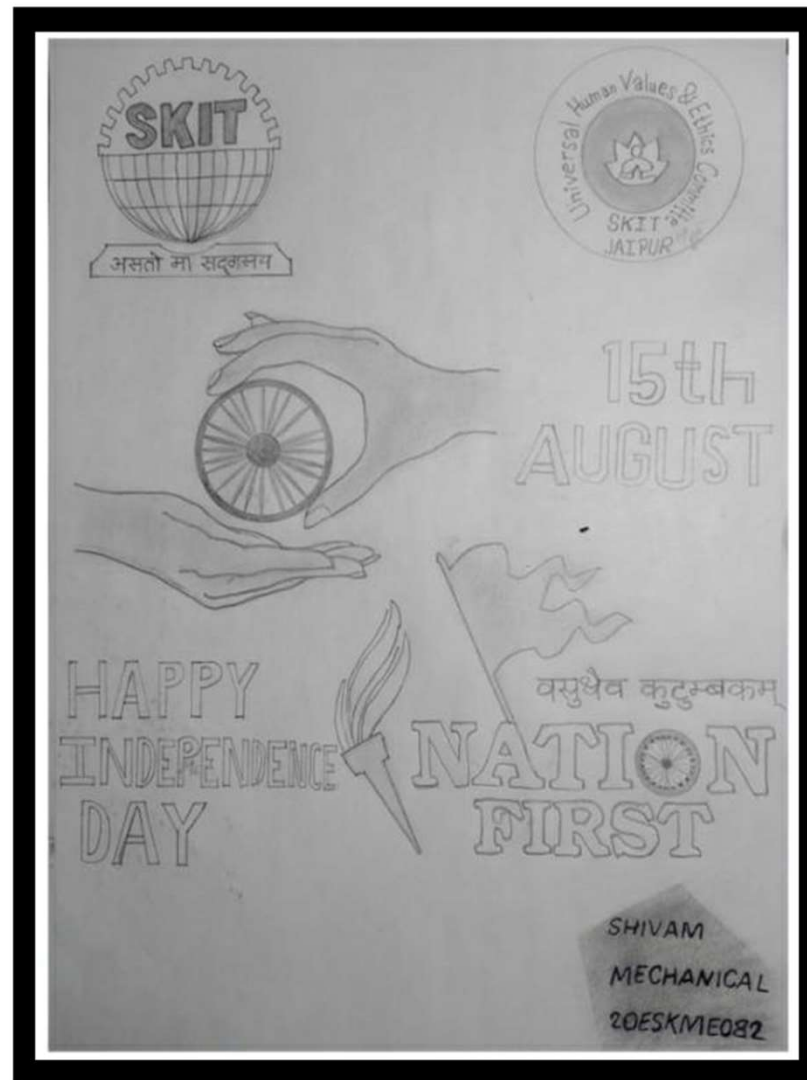 SKIT
असतो मा सद्गमय
Universal Human Values & Ethics Committe
SKIT
JAIPUR
15th
AUGUST
HAPPY
INDEPENDENCE
DAY
वसुधैव कुटुम्बकम्
NATION
FIRST
SHIVAM
MECHANICAL
20ESKME082